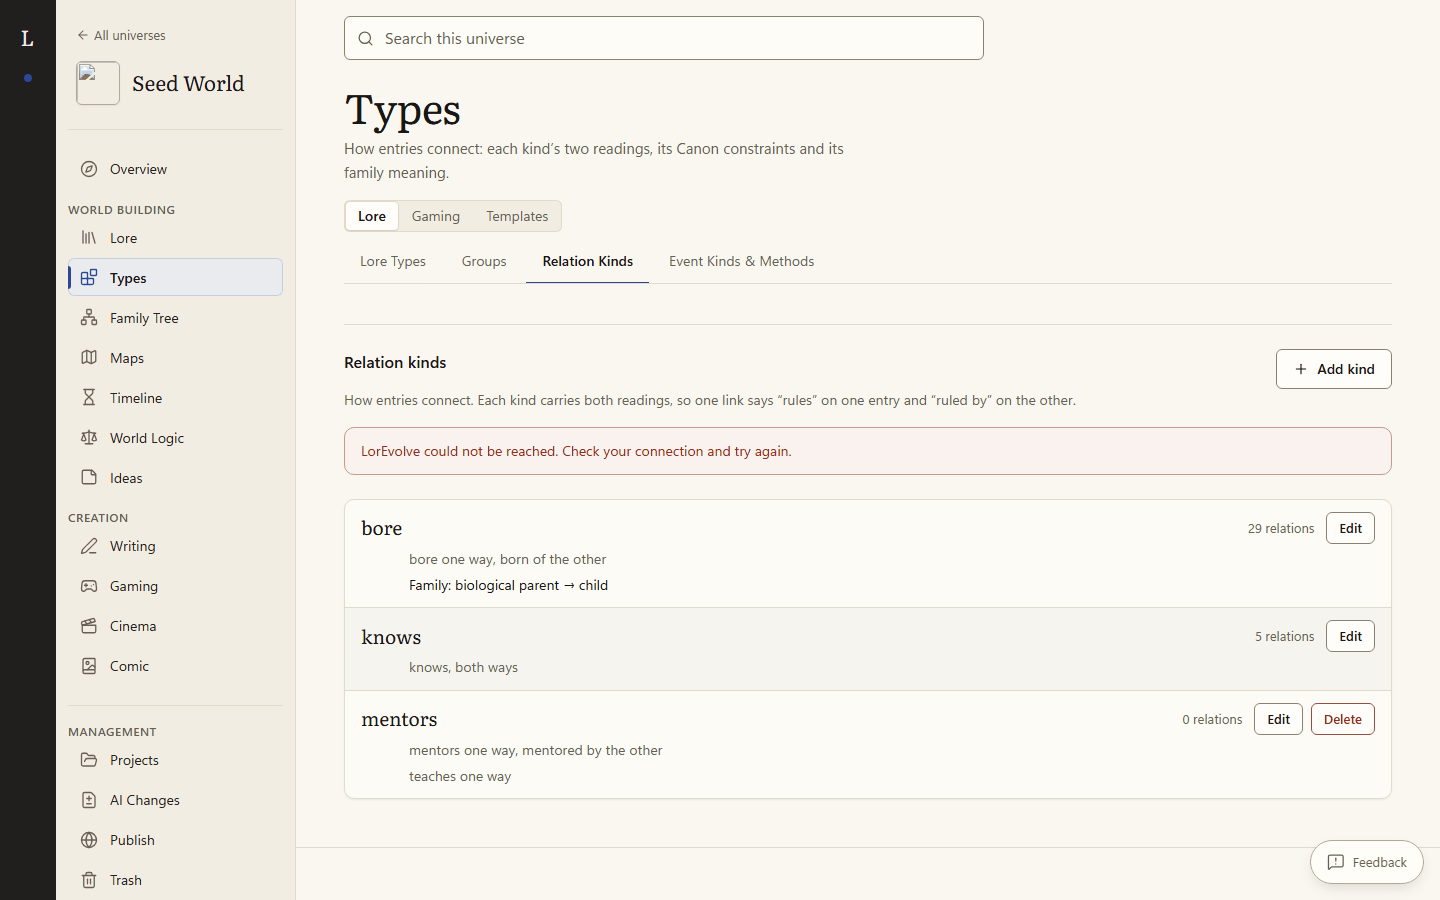 L
All universes
Seed World
Overview
WORLD BUILDING
Lore
Types
Family Tree
Maps
Timeline
World Logic
Ideas
CREATION
Writing
Gaming
Cinema
Comic
MANAGEMENT
Projects
AI Changes
Publish
Trash
Search this universe
Types
How entries connect: each kind’s two readings, its Canon constraints and its
family meaning.
Lore Gaming Templates
Lore Types Groups Relation Kinds Event Kinds & Methods
Relation kinds
Add kind
How entries connect. Each kind carries both readings, so one link says “rules” on one entry and “ruled by” on the other.
LorEvolve could not be reached. Check your connection and try again.
bore 29 relations Edit
bore one way, born of the other
Family: biological parent → child
knows 5 relations Edit
knows, both ways
mentors 0 relations Edit Delete
mentors one way, mentored by the other
teaches one way
Feedback